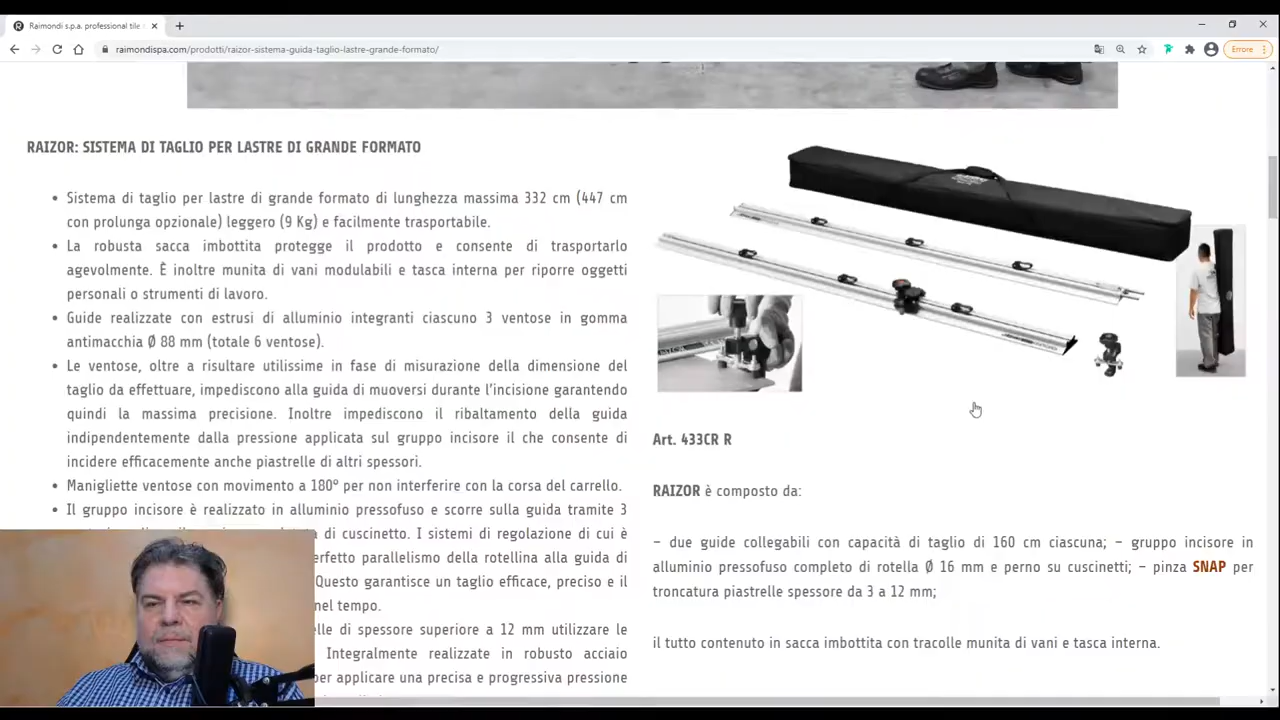 Raimondi s.p.a. professional tile
raimondispa.com/prodotti/raizor-sistema-guida-taglio-lastre-grande-formato/
Errore
RAIZOR: SISTEMA DI TAGLIO PER LASTRE DI GRANDE FORMATO
• Sistema di taglio per lastre di grande formato di lunghezza massima 332 cm (447 cm
con prolunga opzionale) leggero (9 Kg) e facilmente trasportabile.
• La robusta sacca imbottita protegge il prodotto e consente di trasportarlo
agevolmente. È inoltre munita di vani modulabili e tasca interna per riporre oggetti
personali o strumenti di lavoro.
• Guide realizzate con estrusi di alluminio integranti ciascuno 3 ventose in gomma
antimacchia Ø 88 mm (totale 6 ventose).
• Le ventose, oltre a risultare utilissime in fase di misurazione della dimensione del
taglio da effettuare, impediscono alla guida di muoversi durante l'incisione garantendo
quindi la massima precisione. Inoltre impediscono il ribaltamento della guida
indipendentemente dalla pressione applicata sul gruppo incisore il che consente di
incidere efficacemente anche piastrelle di altri spessori.
• Manigliette ventose con movimento a 180° per non interferire con la corsa del carrello.
• Il gruppo incisore è realizzato in alluminio pressofuso e scorre sulla guida tramite 3
di cuscinetto. I sistemi di regolazione di cui è
erfetto parallelismo della rotellina alla guida di
Questo garantisce un taglio efficace, preciso e il
nel tempo.
elle di spessore superiore a 12 mm utilizzare le
Integralmente realizzate in robusto acciaio
per applicare una precisa e progressiva pressione
Art. 433CR R
RAIZOR è composto da:
– due guide collegabili con capacità di taglio di 160 cm ciascuna; – gruppo incisore in
alluminio pressofuso completo di rotella Ø 16 mm e perno su cuscinetti; – pinza SNAP per
troncatura piastrelle spessore da 3 a 12 mm;
il tutto contenuto in sacca imbottita con tracolle munita di vani e tasca interna.